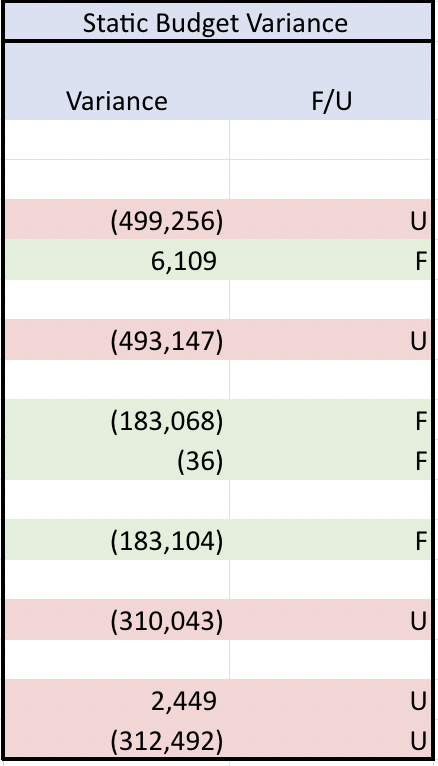 Static Budget Variance
Variance F/U
(499,256) U
6,109 F
(493,147) U
(183,068) F
(36) F
(183,104) F
(310,043) U
2,449 U
(312,492) U